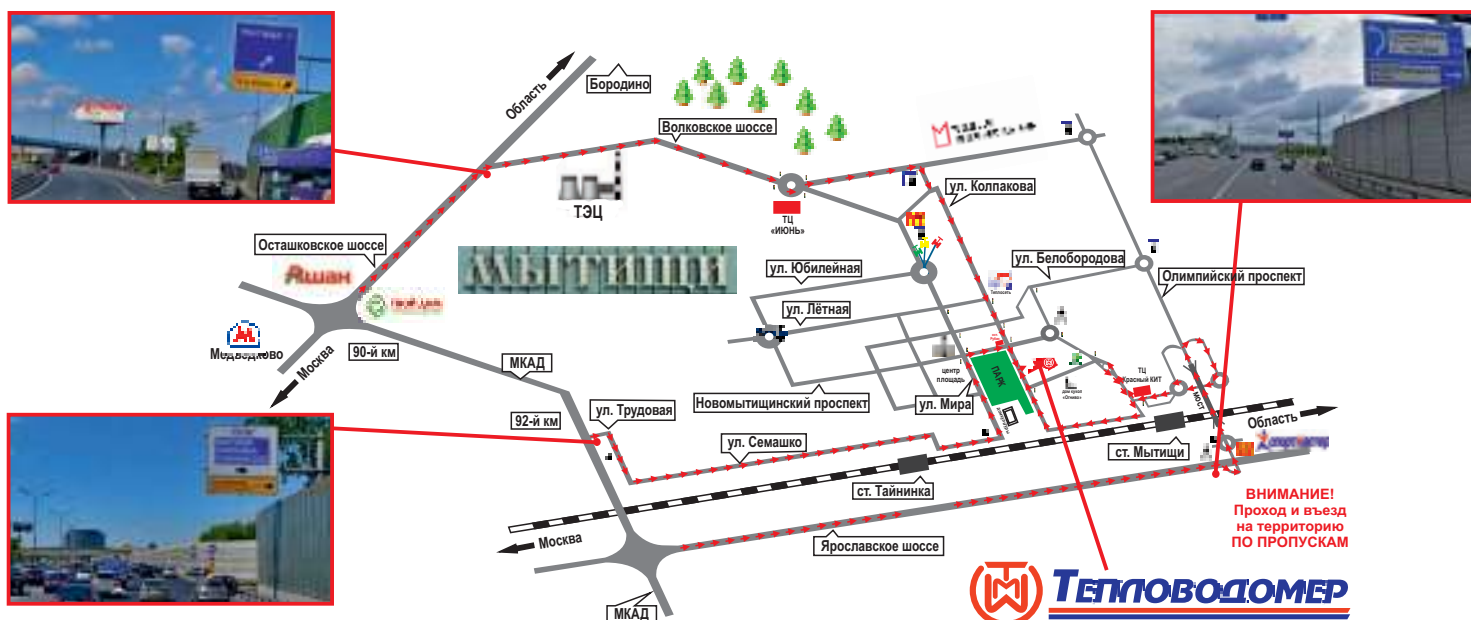 Область
Бородино
Волковское шоссе
ТЭЦ
ТЦ
«ИЮНЬ»
ул. Колпакова
Осташковское шоссе
Ашан
МЫТИЩИ
ул. Юбилейная
ул. Белобородова
Олимпийский проспект
ул. Лётная
Медведково
90-й км
Москва
МКАД
центр
площадь
ПАРК
ТЦ
Красный КИТ
мост
Новомытищинский проспект
ул. Мира
92-й км
ул. Трудовая
ул. Семашко
Область
ст. Мытищи
ст. Тайнинка
Москва
Ярославское шоссе
МКАД
ВНИМАНИЕ!
Проход и въезд
на территорию
ПО ПРОПУСКАМ
ТЕПЛОВОДОМЕР